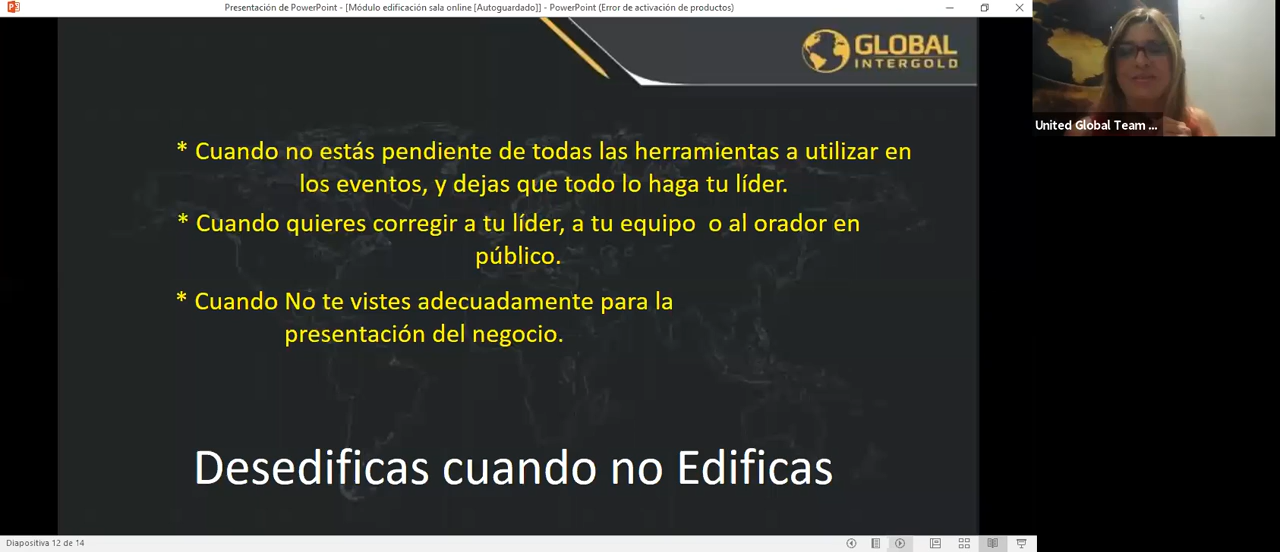 Presentación de PowerPoint - [Módulo edificación sala online [Autoguardado]] - PowerPoint (Error de activación de productos)
GLOBAL
INTERGOLD
United Global Team ...
* Cuando no estás pendiente de todas las herramientas a utilizar en
los eventos, y dejas que todo lo haga tu líder.
* Cuando quieres corregir a tu líder, a tu equipo o al orador en
público.
* Cuando No te vistes adecuadamente para la
presentación del negocio.
Desedificas cuando no Edificas
Diapositiva 12 de 14